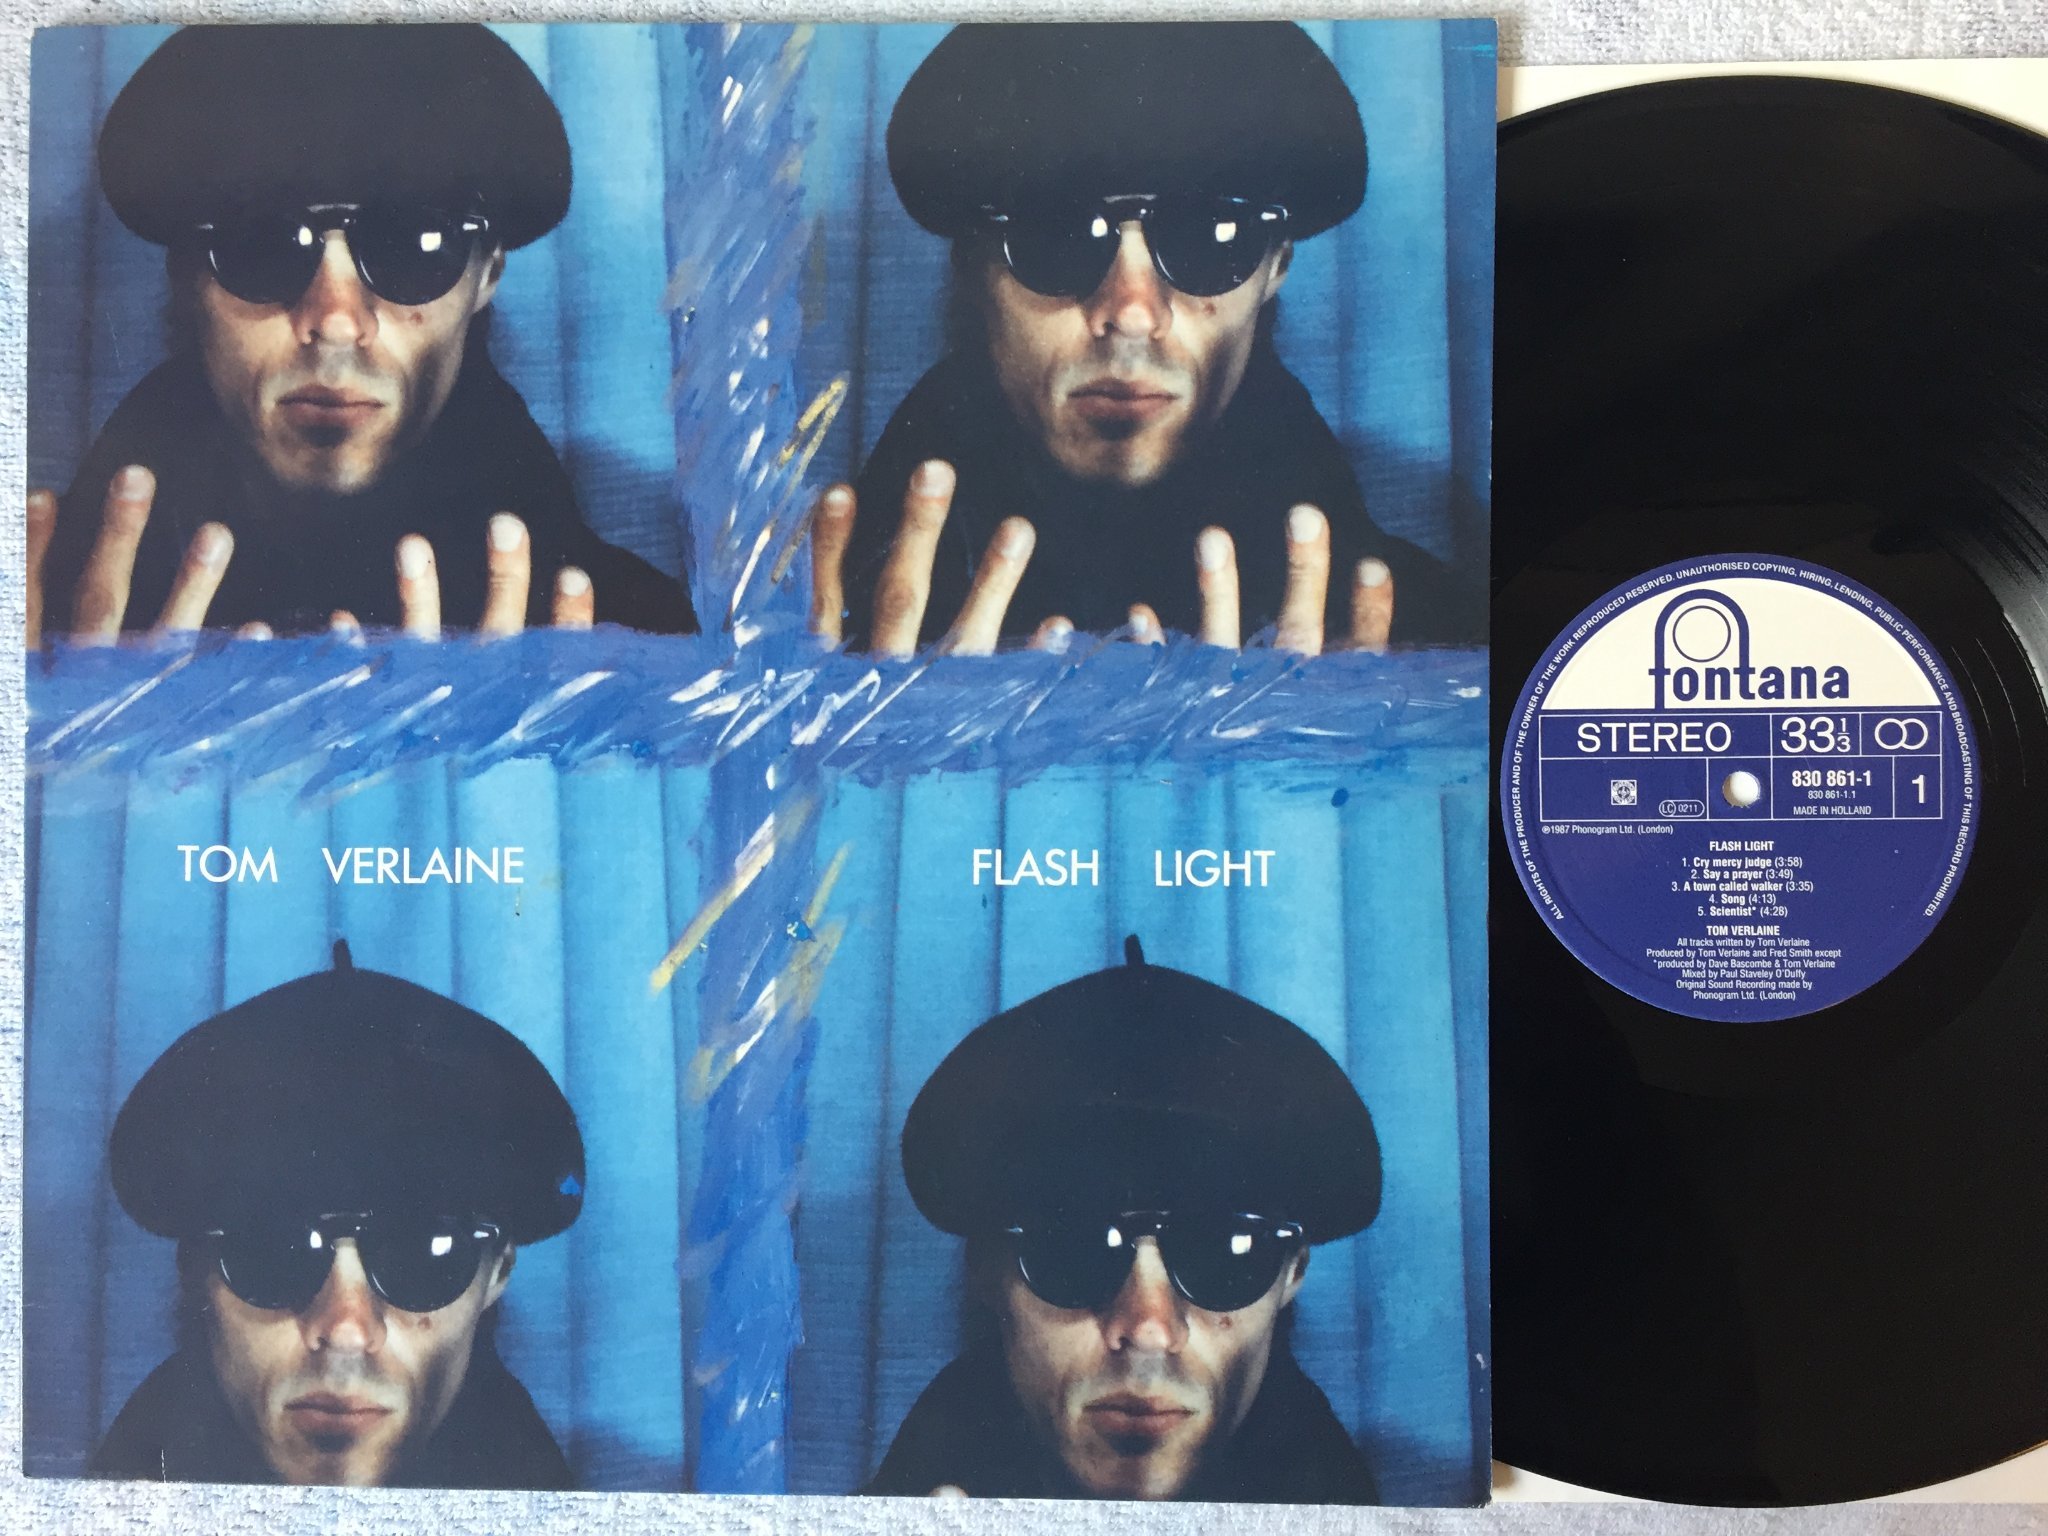 TOM VERLAINE
FLASH LIGHT
ALL RIGHTS OF THE PRODUCER AND OF THE OWNER OF THE WORK REPRODUCED RESERVED. UNAUTHORISED COPYING, HIRING, LENDING, PUBLIC PERFORMANCE AND BROADCASTING OF THIS RECORD PROHIBITED.
fontana
STEREO
33 1/3
830 861-1
830 861-1.1
MADE IN HOLLAND
1
LC 0211
℗1987 Phonogram Ltd. (London)
FLASH LIGHT
1. Cry mercy judge (3:58)
2. Say a prayer (3:49)
3. A town called walker (3:35)
4. Song (4:13)
5. Scientist* (4:28)
TOM VERLAINE
All tracks written by Tom Verlaine
Produced by Tom Verlaine and Fred Smith except
*produced by Dave Bascombe & Tom Verlaine
Mixed by Paul Staveley O'Duffy
Original Sound Recording made by
Phonogram Ltd. (London)